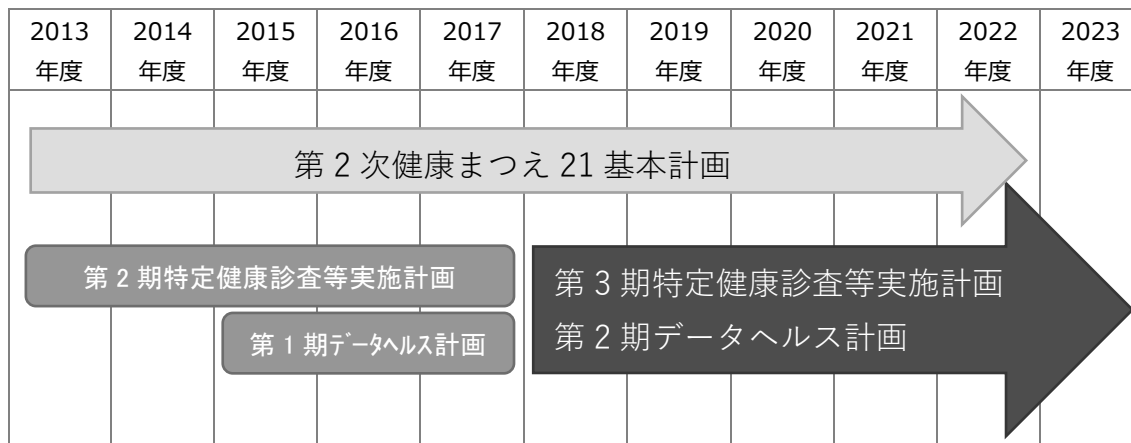 2013 2014 2015 2016 2017 2018 2019 2020 2021 2022 2023
年度 年度 年度 年度 年度 年度 年度 年度 年度 年度 年度
第2次健康まつえ21基本計画
第2期特定健康診査等実施計画
第1期ﾃﾞｰﾀﾍﾙｽ計画
第3期特定健康診査等実施計画
第2期データヘルス計画